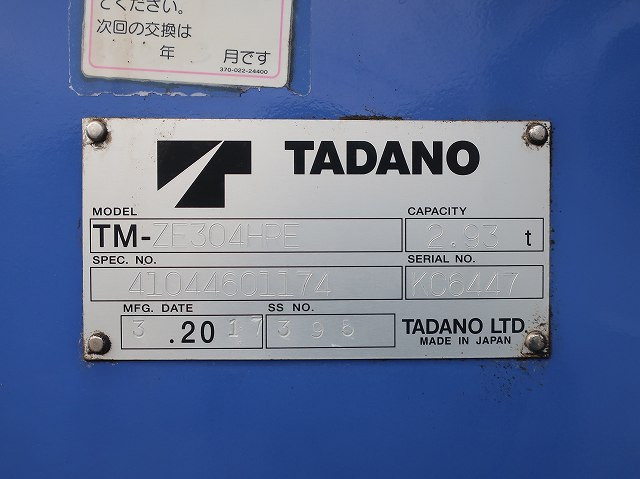 てください。
次回の交換は
年 月です
370-022-24400
TADANO
MODEL CAPACITY
TM-ZF304HPE 2.93 t
SPEC. NO. SERIAL NO.
410446C1174 KC6447
MFG. DATE SS NO.
3 .2017 396 TADANO LTD.
MADE IN JAPAN